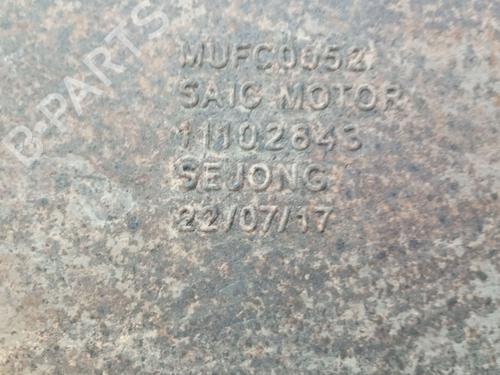 MUFC0052
SAIC MOTOR
11102843
SEJONG
22/07/17
B-PARTS